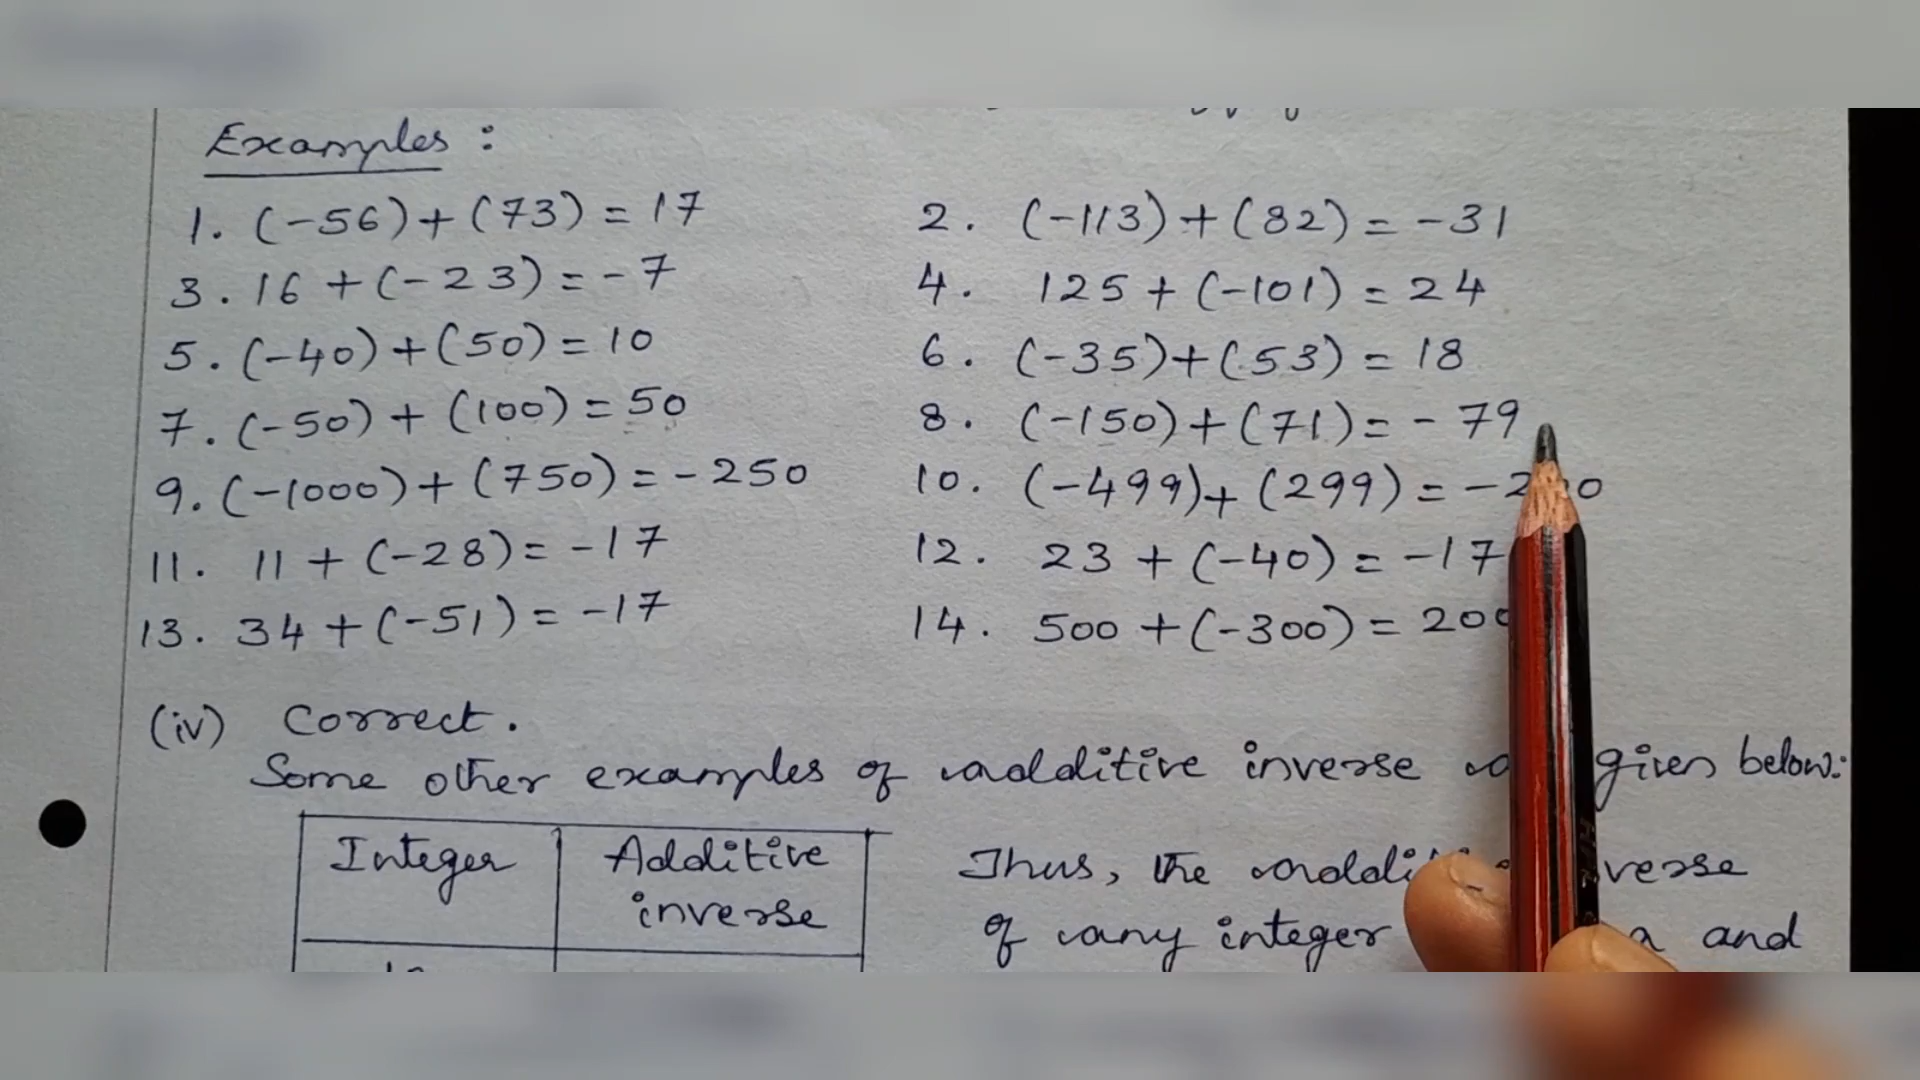 Examples :
1. (-56)+(73) = 17
2. (-113)+(82) = -31
3. 16 +(-23) = -7
4. 125 + (-101) = 24
5. (-40)+(50) = 10
6. (-35)+(53) = 18
7. (-50) + (100) = 50
8. (-150)+(71) = - 79
9. (-1000)+(750) = -250
10. (-499)+(299) =
11. 11 + (-28) = -17
12. 23 + (-40) = -17
13. 34 +(-51) = -17
14. 500 +(-300) =
(iv) Correct.
Some other examples of additive inverse given below:-
Integer
Additive
inverse
Thus, the
of any integer a and